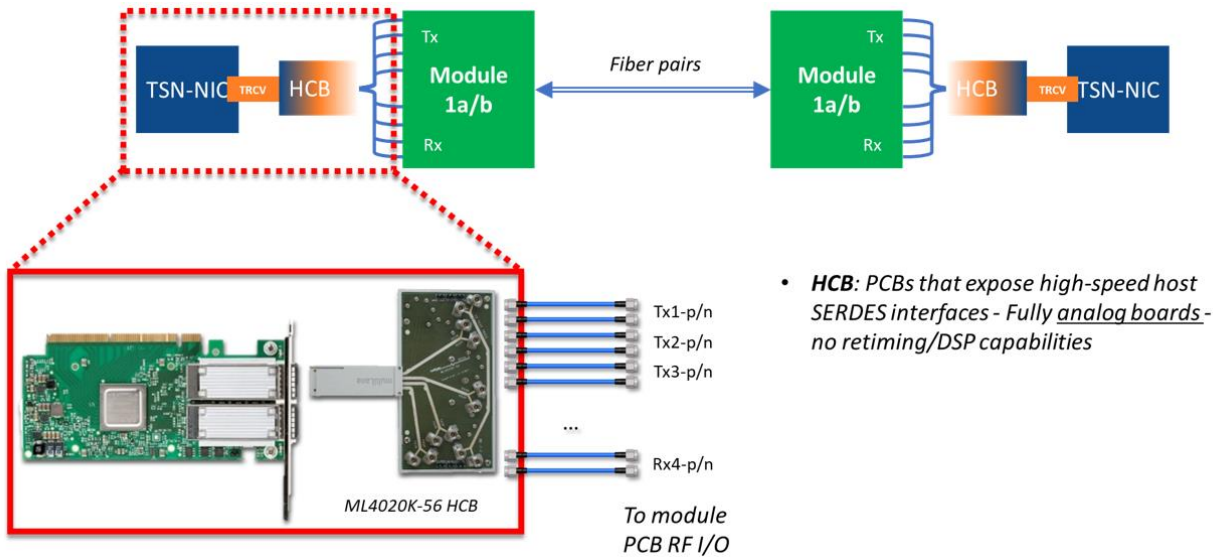 Tx
Module
1a/b
Rx
TSN-NIC
TRCV
HCB
Fiber pairs
Tx
Module
1a/b
Rx
HCB
TRCV
TSN-NIC
Tx1-p/n
Tx2-p/n
Tx3-p/n
...
Rx4-p/n
ML4020K-56 HCB
To module
PCB RF I/O
• HCB: PCBs that expose high-speed host
SERDES interfaces - Fully analog boards -
no retiming/DSP capabilities